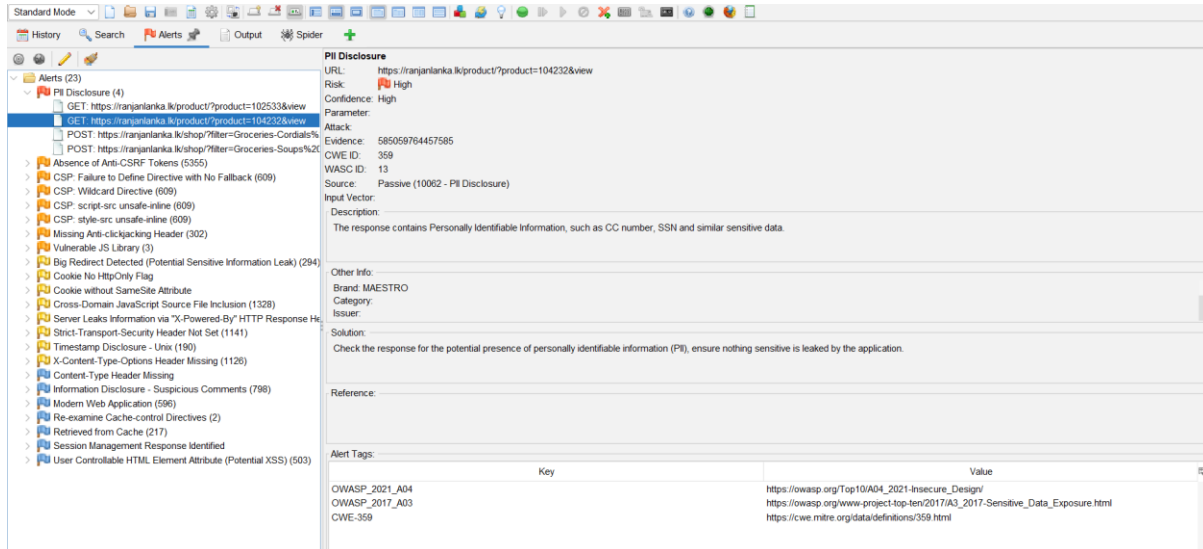 Standard Mode
History Search Alerts Output Spider
Alerts (23)
PII Disclosure (4)
GET: https://ranjanlanka.lk/product/?product=102533&view
GET: https://ranjanlanka.lk/product/?product=104232&view
POST: https://ranjanlanka.lk/shop/?filter=Groceries-Cordials%
POST: https://ranjanlanka.lk/shop/?filter=Groceries-Soups%20
Absence of Anti-CSRF Tokens (5355)
CSP: Failure to Define Directive with No Fallback (609)
CSP: Wildcard Directive (609)
CSP: script-src unsafe-inline (609)
CSP: style-src unsafe-inline (609)
Missing Anti-clickjacking Header (302)
Vulnerable JS Library (3)
Big Redirect Detected (Potential Sensitive Information Leak) (294)
Cookie No HttpOnly Flag
Cookie without SameSite Attribute
Cross-Domain JavaScript Source File Inclusion (1328)
Server Leaks Information via "X-Powered-By" HTTP Response He
Strict-Transport-Security Header Not Set (1141)
Timestamp Disclosure - Unix (190)
X-Content-Type-Options Header Missing (1126)
Content-Type Header Missing
Information Disclosure - Suspicious Comments (798)
Modern Web Application (596)
Re-examine Cache-control Directives (2)
Retrieved from Cache (217)
Session Management Response Identified
User Controllable HTML Element Attribute (Potential XSS) (503)
PII Disclosure
URL: https://ranjanlanka.lk/product/?product=104232&view
Risk: High
Confidence: High
Parameter:
Attack:
Evidence: 585059764457585
CWE ID: 359
WASC ID: 13
Source: Passive (10062 - PII Disclosure)
Input Vector:
Description:
The response contains Personally Identifiable Information, such as CC number, SSN and similar sensitive data.
Other Info:
Brand: MAESTRO
Category:
Issuer:
Solution:
Check the response for the potential presence of personally identifiable information (PII), ensure nothing sensitive is leaked by the application.
Reference:
Alert Tags:
Key Value
OWASP_2021_A04 https://owasp.org/Top10/A04_2021-Insecure_Design/
OWASP_2017_A03 https://owasp.org/www-project-top-ten/2017/A3_2017-Sensitive_Data_Exposure.html
CWE-359 https://cwe.mitre.org/data/definitions/359.html